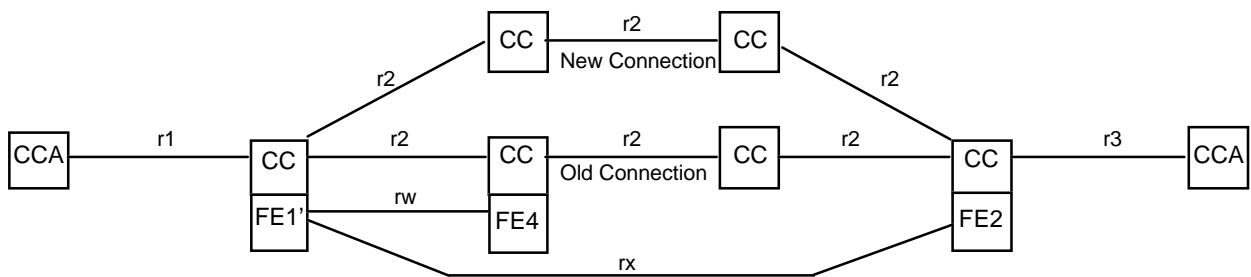 CC r2 CC
New Connection
r2 r2
CCA r1 CC r2 CC r2 CC r2 CC r3 CCA
Old Connection
FE1’ rw FE4 FE2
rx